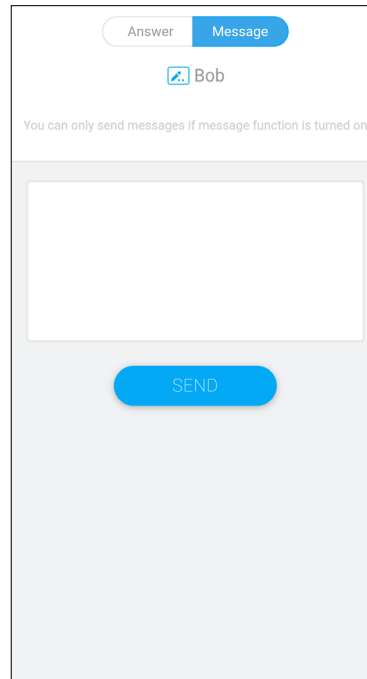 Answer Message
Bob
You can only send messages if message function is turned on
SEND